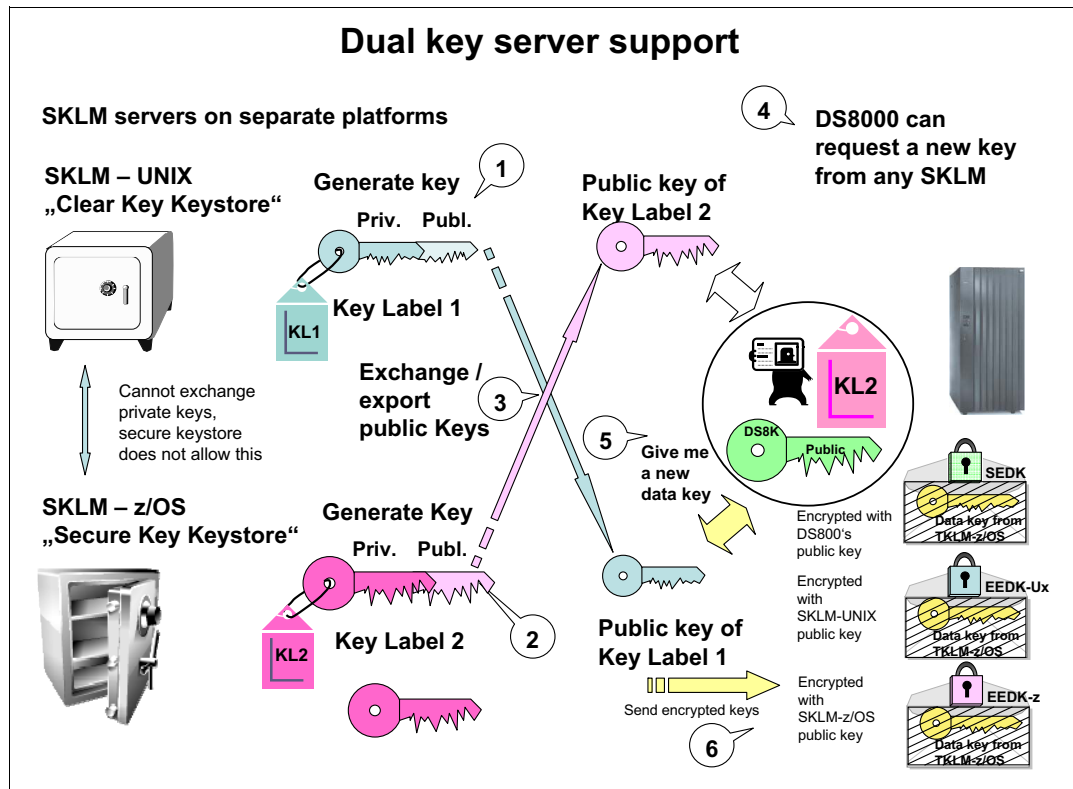 Dual key server support
SKLM servers on separate platforms
SKLM – UNIX
„Clear Key Keystore“
Generate key
1
Priv. Publ.
KL1
Key Label 1
Cannot exchange
private keys,
secure keystore
does not allow this
Exchange /
export
public Keys
3
SKLM – z/OS
„Secure Key Keystore“
Generate Key
Priv. Publ.
KL2
Key Label 2
2
Public key of
Key Label 2
4
DS8000 can
request a new key
from any SKLM
KL2
DS8K
Public
5
Give me
a new
data key
Public key of
Key Label 1
Send encrypted keys
6
Encrypted with
DS800‘s
public key
SEDK
Data key from
TKLM-z/OS
Encrypted
with
SKLM-UNIX
public key
EEDK-Ux
Data key from
TKLM-z/OS
Encrypted
with
SKLM-z/OS
public key
EEDK-z
Data key from
TKLM-z/OS